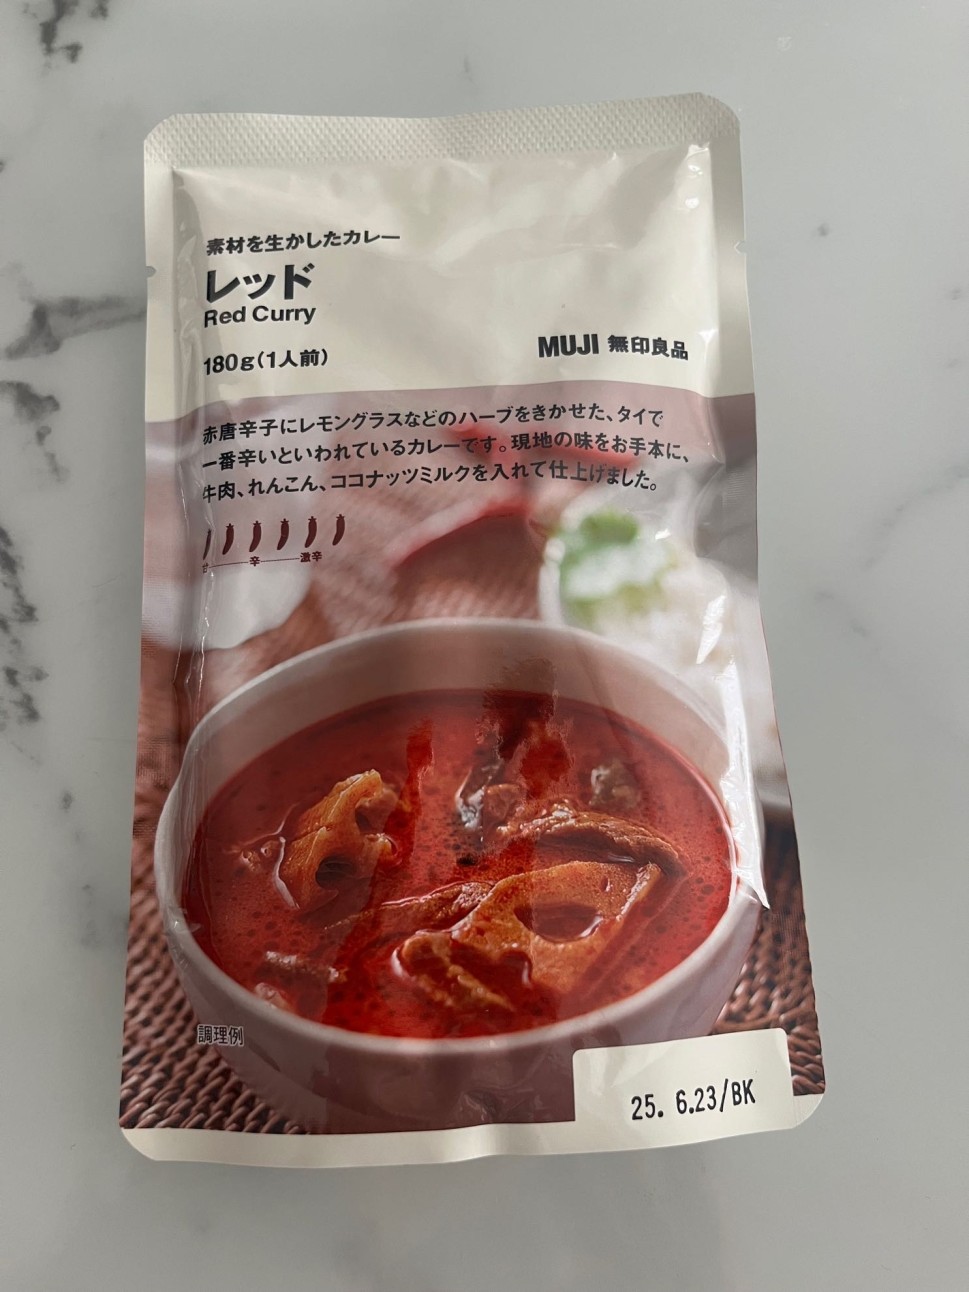 素材を生かしたカレー
レッド
Red Curry
180g(1人前)
MUJI 無印良品
赤唐辛子にレモングラスなどのハーブをきかせた、タイで
一番辛いといわれているカレーです。現地の味をお手本に、
牛肉、れんこん、ココナッツミルクを入れて仕上げました。
辛 激辛
調理例
25. 6.23/BK